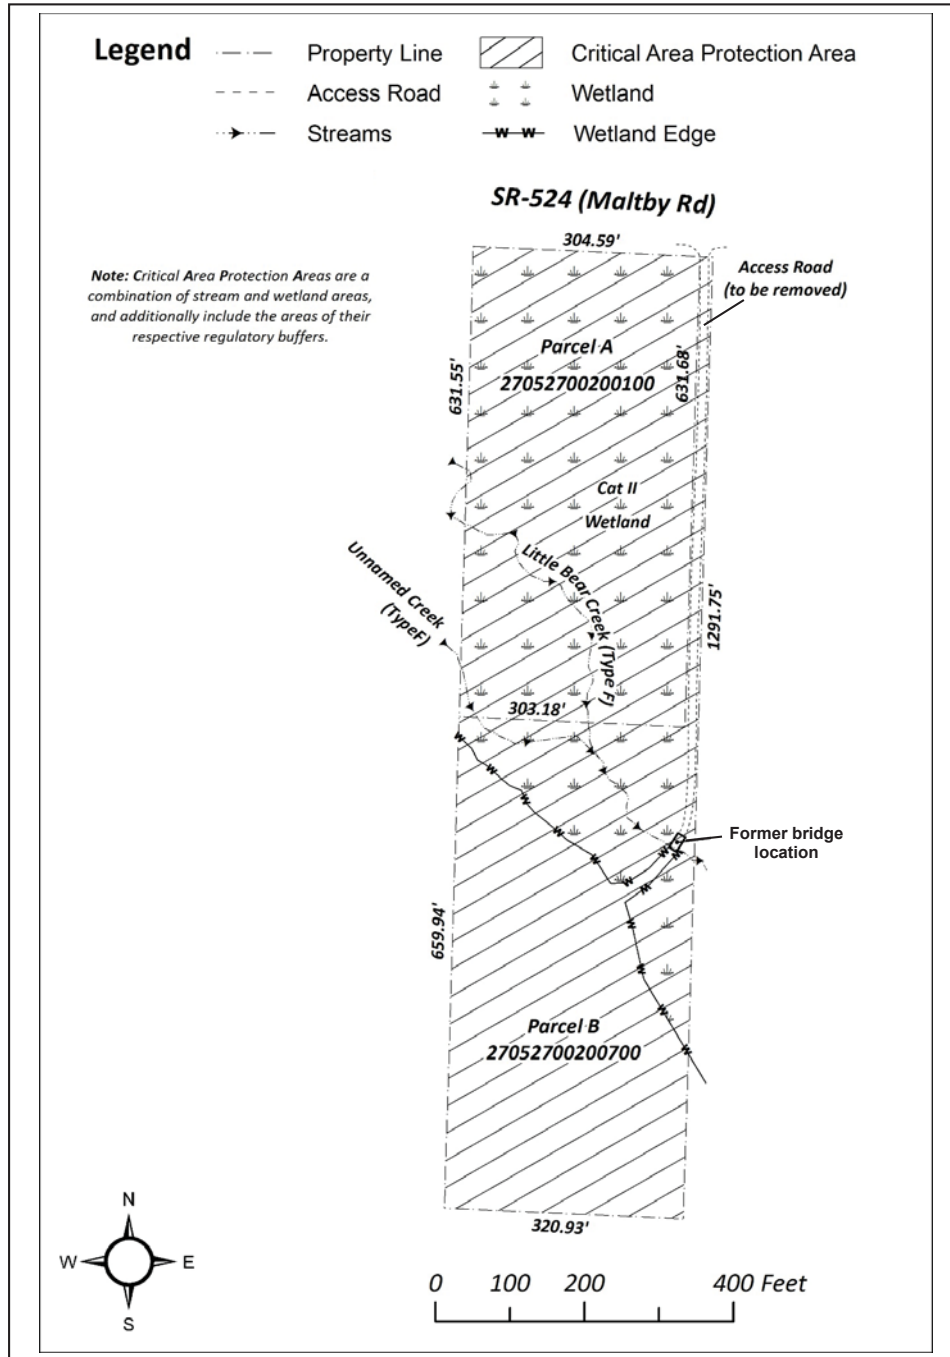 Legend
Property Line
Critical Area Protection Area
Access Road
Wetland
Streams
W W
Wetland Edge
SR-524 (Maltby Rd)
304.59'
Note: Critical Area Protection Areas are a
combination of stream and wetland areas,
and additionally include the areas of their
respective regulatory buffers.
Access Road
(to be removed)
Parcel A
27052700200100
631.55'
631.68'
Cat II
Wetland
Unnamed Creek
(TypeF)
Little Bear Creek (Type F)
1291.75'
303.18'
W
W
W
W
W
W
W
W
W
Former bridge
location
W
W
W
W
659.94'
Parcel B
27052700200700
320.93'
N
W
E
S
0 100 200 400 Feet